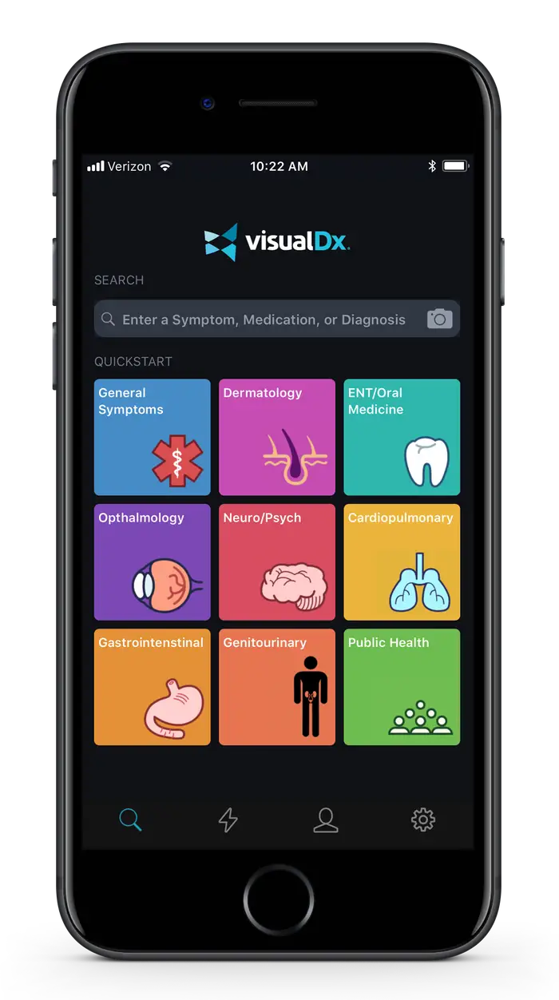 Verizon 10:22 AM
visualDx.
SEARCH
Enter a Symptom, Medication, or Diagnosis
QUICKSTART
General
Symptoms
Dermatology
ENT/Oral
Medicine
Opthalmology
Neuro/Psych
Cardiopulmonary
Gastrointenstinal
Genitourinary
Public Health